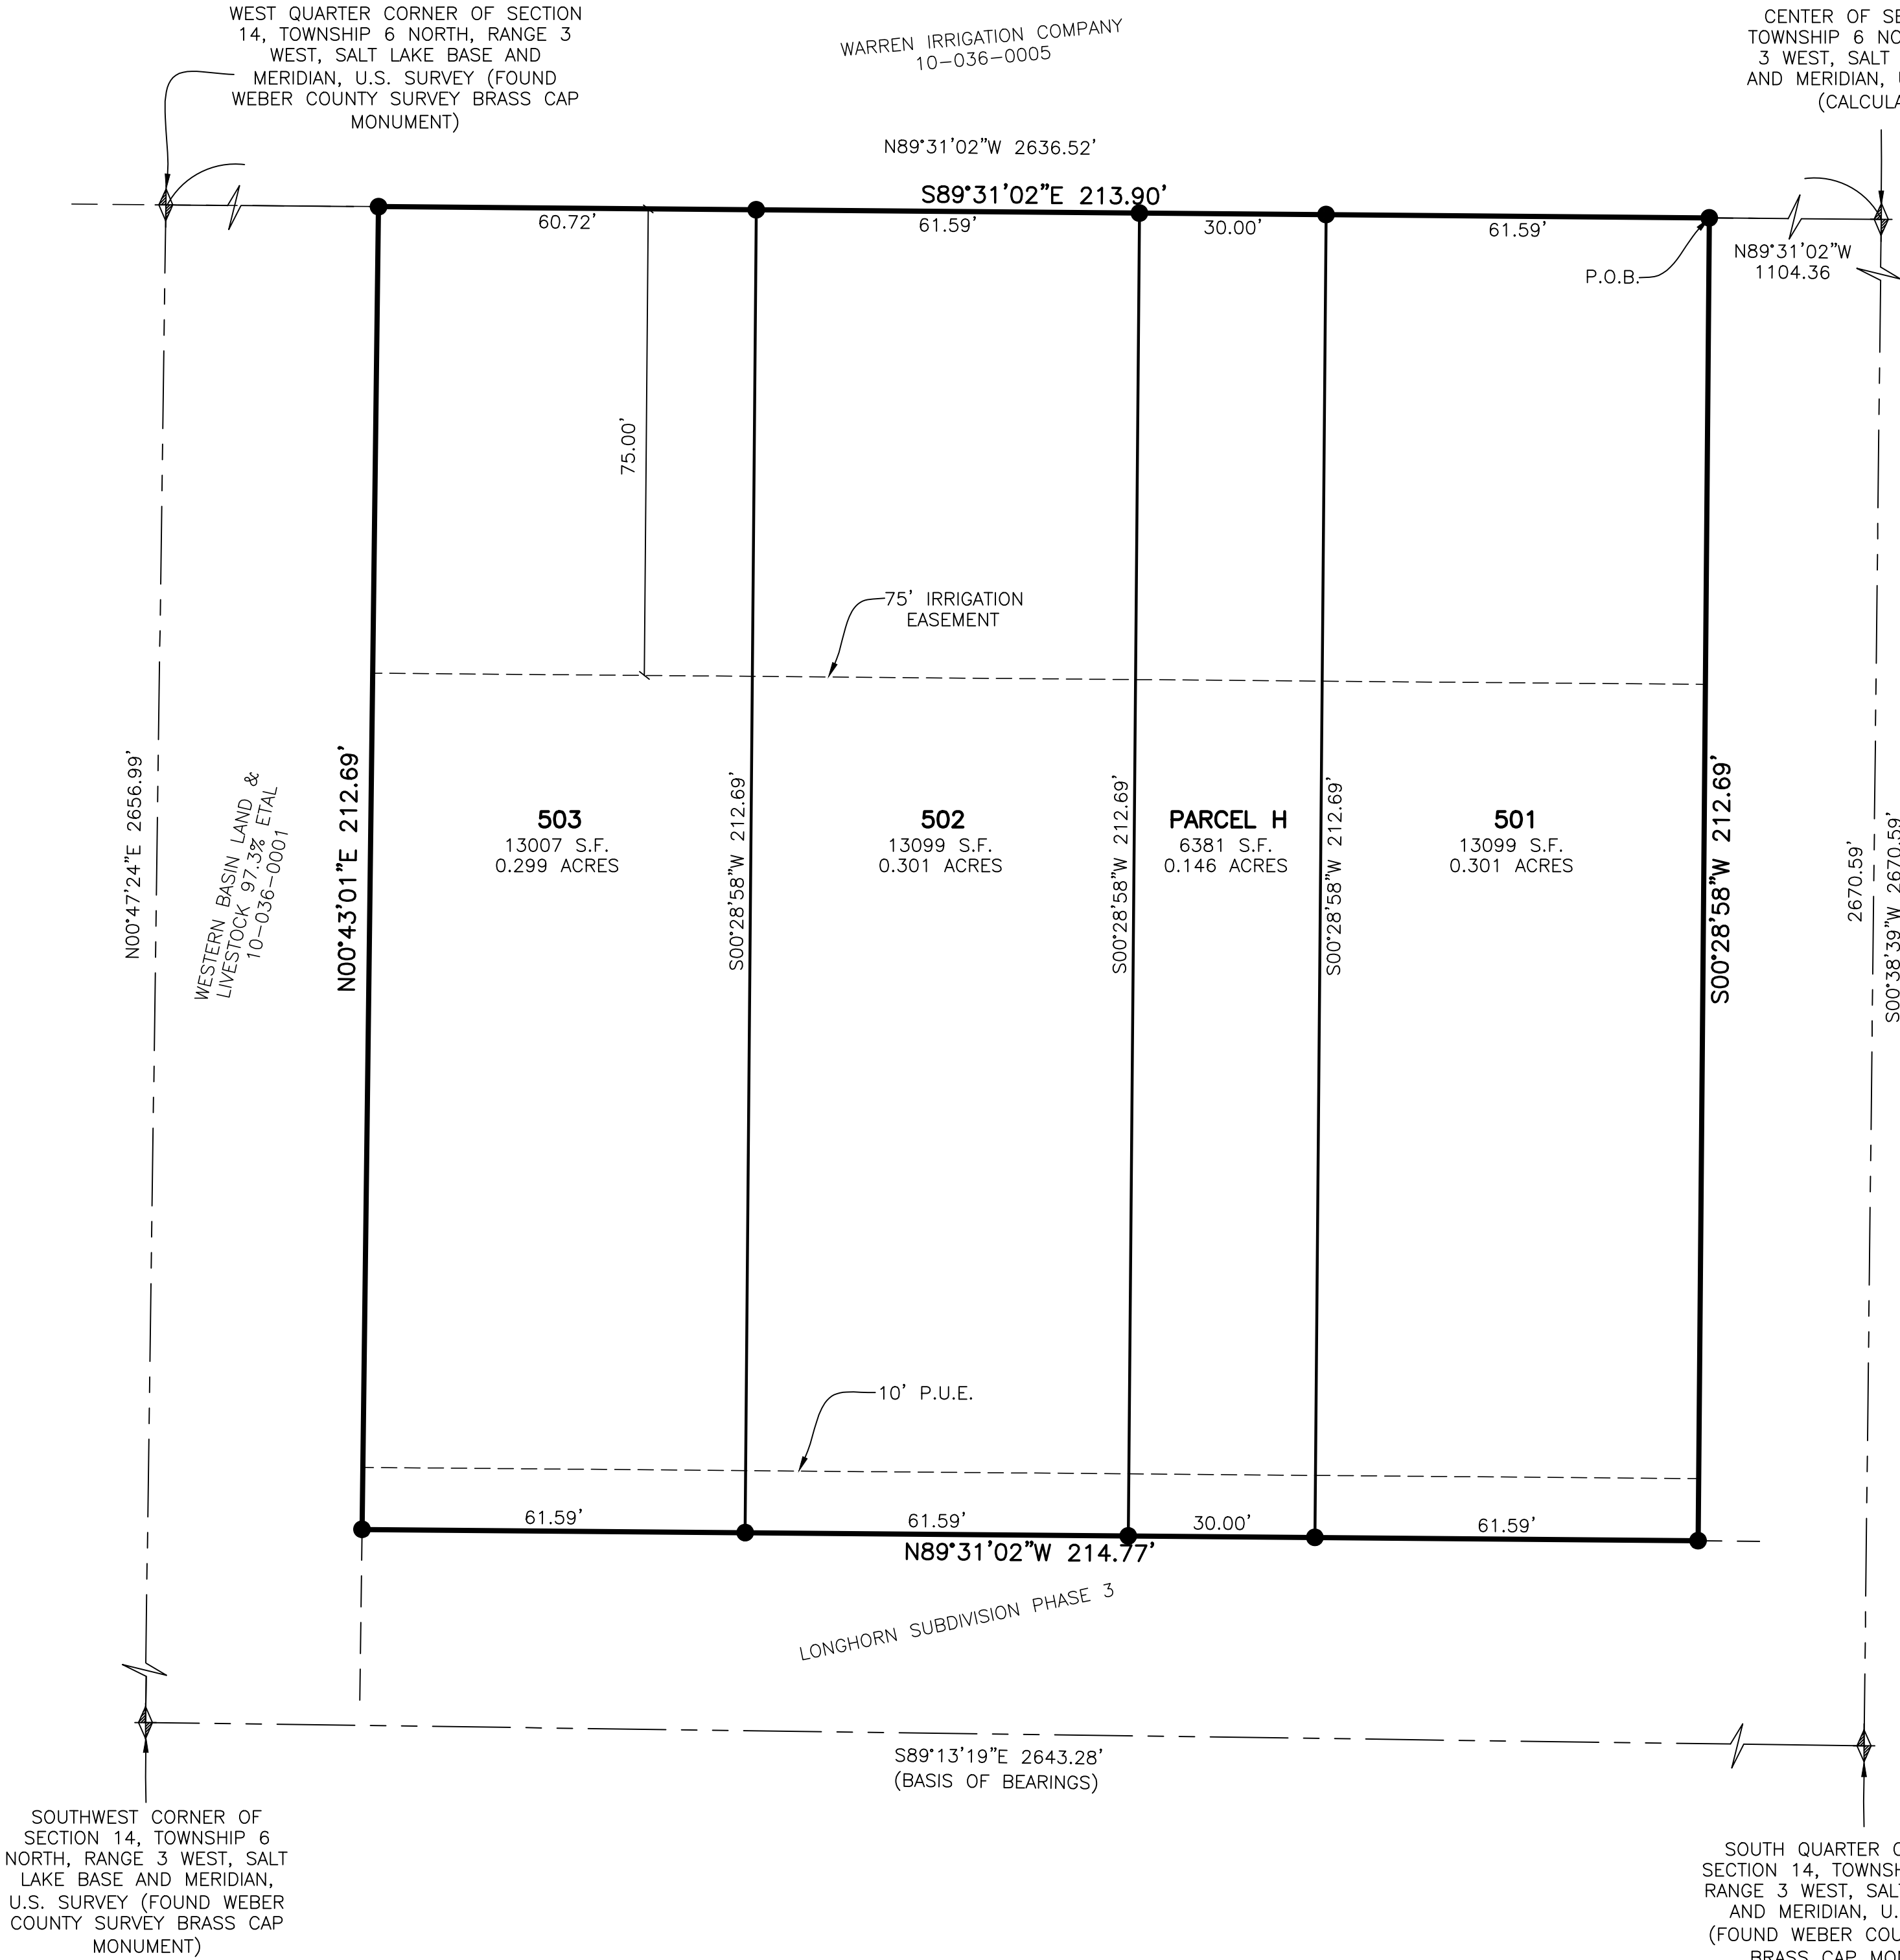 WEST QUARTER CORNER OF SECTION
14, TOWNSHIP 6 NORTH, RANGE 3
WEST, SALT LAKE BASE AND
MERIDIAN, U.S. SURVEY (FOUND
WEBER COUNTY SURVEY BRASS CAP
MONUMENT)
WARREN IRRIGATION COMPANY
10-036-0005
CENTER OF SE
TOWNSHIP 6 NO
3 WEST, SALT
AND MERIDIAN, U
(CALCULA
N89°31'02"W 2636.52'
S89°31'02"E 213.90'
60.72'
61.59'
30.00'
61.59'
P.O.B.
N89°31'02"W
1104.36
75.00'
75' IRRIGATION
EASEMENT
N00°47'24"E 2656.99'
WESTERN BASIN LAND &
LIVESTOCK 97.3% ETAL
10-036-0001
N00°43'01"E 212.69'
503
13007 S.F.
0.299 ACRES
S00°28'58"W 212.69'
502
13099 S.F.
0.301 ACRES
S00°28'58"W 212.69'
PARCEL H
6381 S.F.
0.146 ACRES
S00°28'58"W 212.69'
501
13099 S.F.
0.301 ACRES
S00°28'58"W 212.69'
2670.59'
S00°38'39"W 2670.59'
10' P.U.E.
61.59'
61.59'
30.00'
61.59'
N89°31'02"W 214.77'
LONGHORN SUBDIVISION PHASE 3
S89°13'19"E 2643.28'
(BASIS OF BEARINGS)
SOUTHWEST CORNER OF
SECTION 14, TOWNSHIP 6
NORTH, RANGE 3 WEST, SALT
LAKE BASE AND MERIDIAN,
U.S. SURVEY (FOUND WEBER
COUNTY SURVEY BRASS CAP
MONUMENT)
SOUTH QUARTER C
SECTION 14, TOWNSH
RANGE 3 WEST, SALT
AND MERIDIAN, U.
(FOUND WEBER COU
BRASS CAP MO